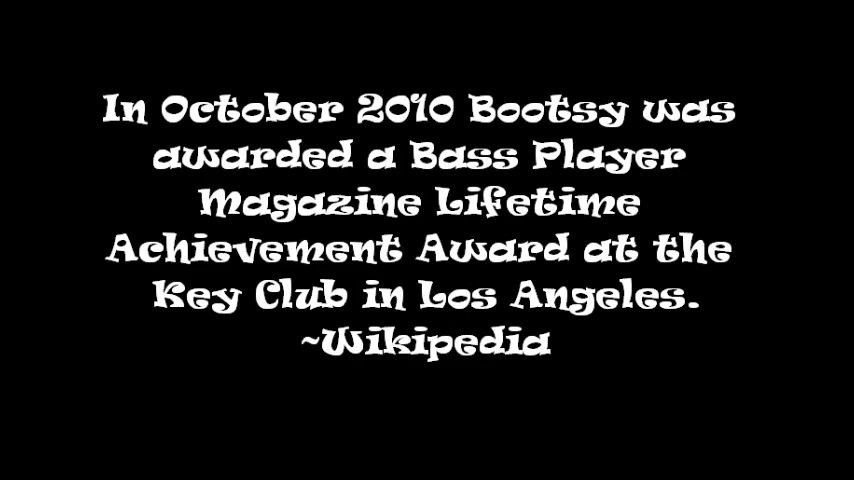 In October 2010 Bootsy was
awarded a Bass Player
Magazine Lifetime
Achievement Award at the
Key Club in Los Angeles.
~Wikipedia